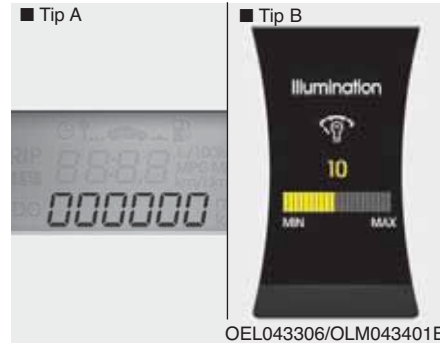 ■ Tip A
000000
■ Tip B
Illumination
10
MIN MAX
OEL043306/OLM043401E